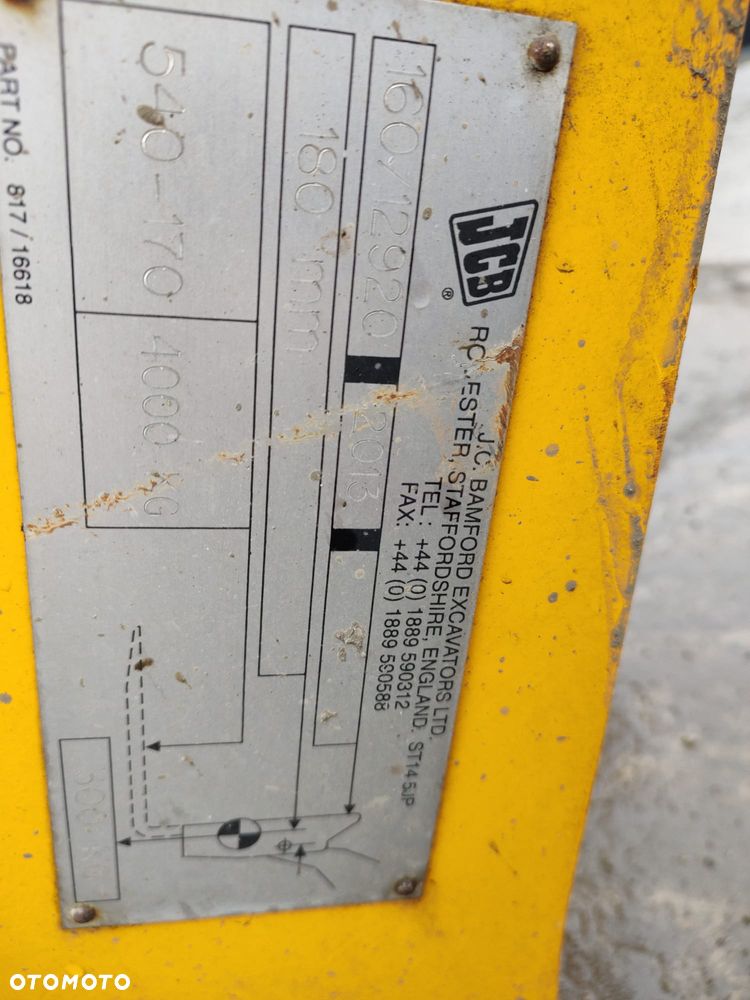 JCB ®
J.C. BAMFORD EXCAVATORS LTD.
ROCESTER, STAFFORDSHIRE, ENGLAND. ST14 5JP
TEL: +44 (0) 1889 590312
FAX: +44 (0) 1889 590588
160/12920 2013
180 mm
540-170 4000 KG
PART NO. 817/16618
OTOMOTO